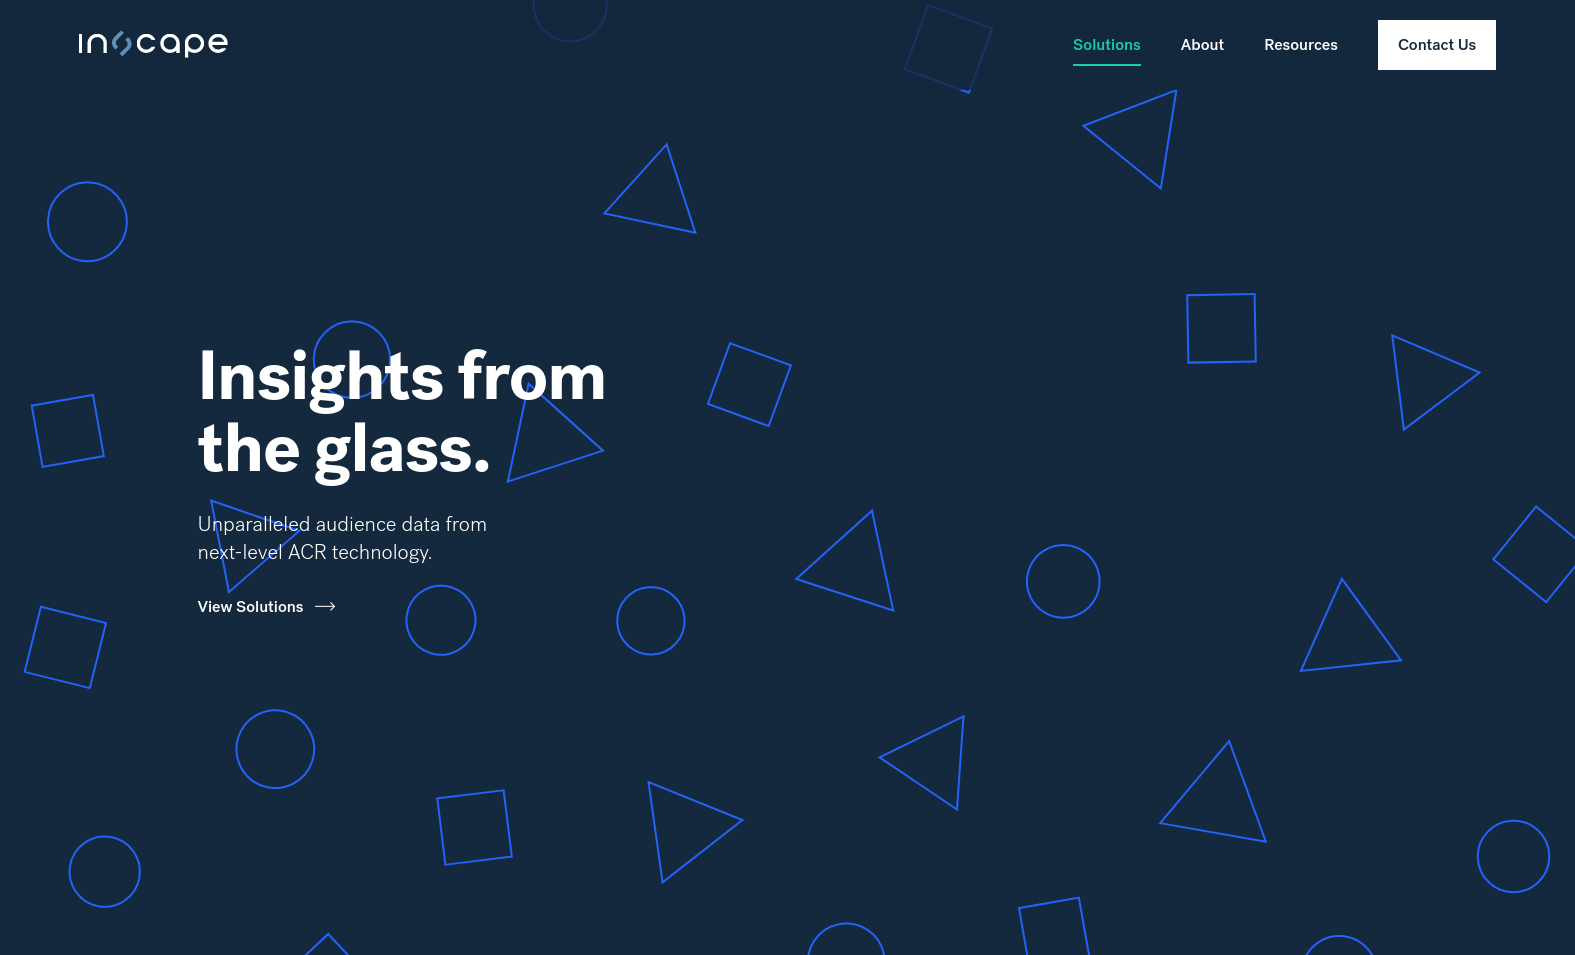 inscape
Solutions
About
Resources
Contact Us
Insights from
the glass.
Unparalleled audience data from
next-level ACR technology.
View Solutions